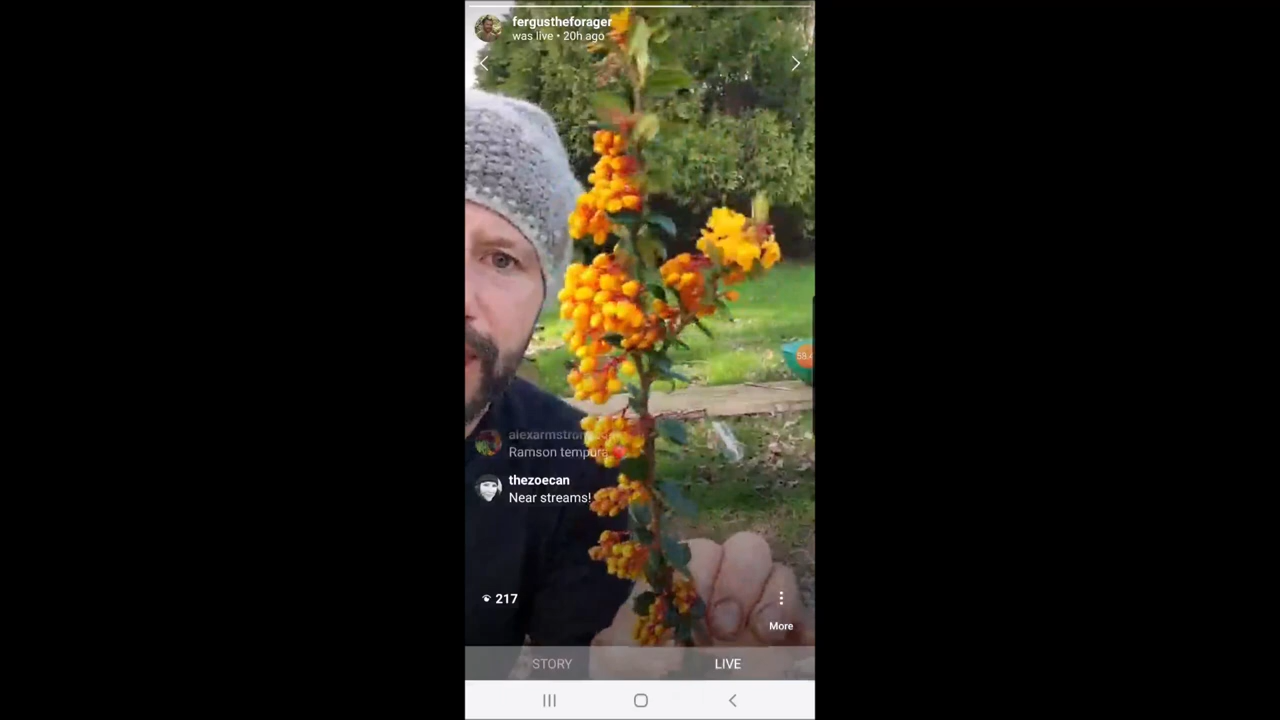 fergustheforager
was live • 20h ago
Ramson tempura
thezoecan
Near streams!
217
More
STORY
LIVE